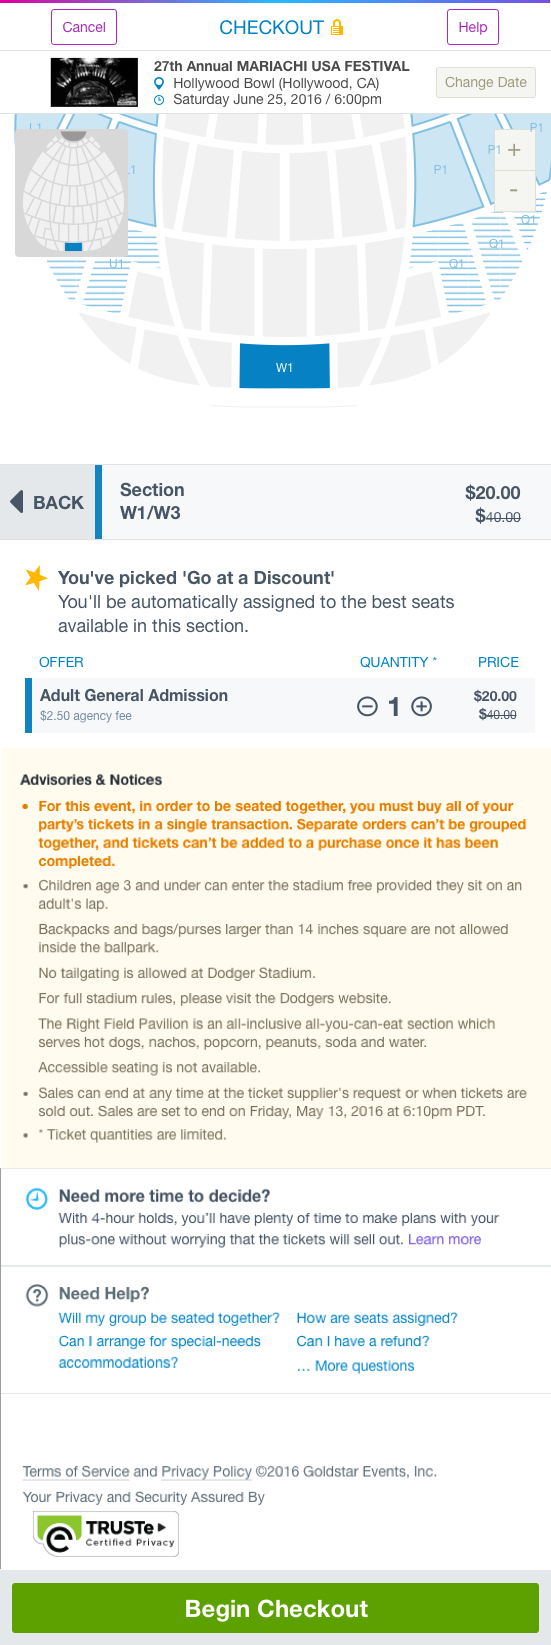 Cancel
CHECKOUT
Help
27th Annual MARIACHI USA FESTIVAL
Hollywood Bowl (Hollywood, CA)
Saturday June 25, 2016 / 6:00pm
Change Date
L1
P1
P1
P1
+
-
Q1
Q1
Q1
U1
W1
BACK
Section
W1/W3
$20.00
$40.00
You've picked 'Go at a Discount'
You'll be automatically assigned to the best seats
available in this section.
OFFER
QUANTITY *
PRICE
Adult General Admission
$2.50 agency fee
1
$20.00
$40.00
Advisories & Notices
• For this event, in order to be seated together, you must buy all of your
party's tickets in a single transaction. Separate orders can't be grouped
together, and tickets can't be added to a purchase once it has been
completed.
• Children age 3 and under can enter the stadium free provided they sit on an
adult's lap.
Backpacks and bags/purses larger than 14 inches square are not allowed
inside the ballpark.
No tailgating is allowed at Dodger Stadium.
For full stadium rules, please visit the Dodgers website.
The Right Field Pavilion is an all-inclusive all-you-can-eat section which
serves hot dogs, nachos, popcorn, peanuts, soda and water.
Accessible seating is not available.
• Sales can end at any time at the ticket supplier's request or when tickets are
sold out. Sales are set to end on Friday, May 13, 2016 at 6:10pm PDT.
• * Ticket quantities are limited.
Need more time to decide?
With 4-hour holds, you'll have plenty of time to make plans with your
plus-one without worrying that the tickets will sell out. Learn more
Need Help?
Will my group be seated together?
How are seats assigned?
Can I arrange for special-needs
accommodations?
Can I have a refund?
... More questions
Terms of Service and Privacy Policy ©2016 Goldstar Events, Inc.
Your Privacy and Security Assured By
TRUSTe
Certified Privacy
Begin Checkout